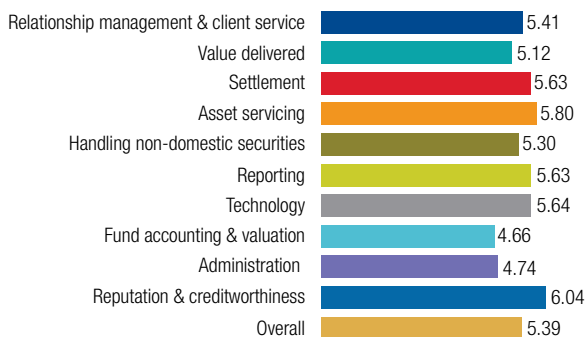 Relationship management & client service 5.41
Value delivered 5.12
Settlement 5.63
Asset servicing 5.80
Handling non-domestic securities 5.30
Reporting 5.63
Technology 5.64
Fund accounting & valuation 4.66
Administration 4.74
Reputation & creditworthiness 6.04
Overall 5.39